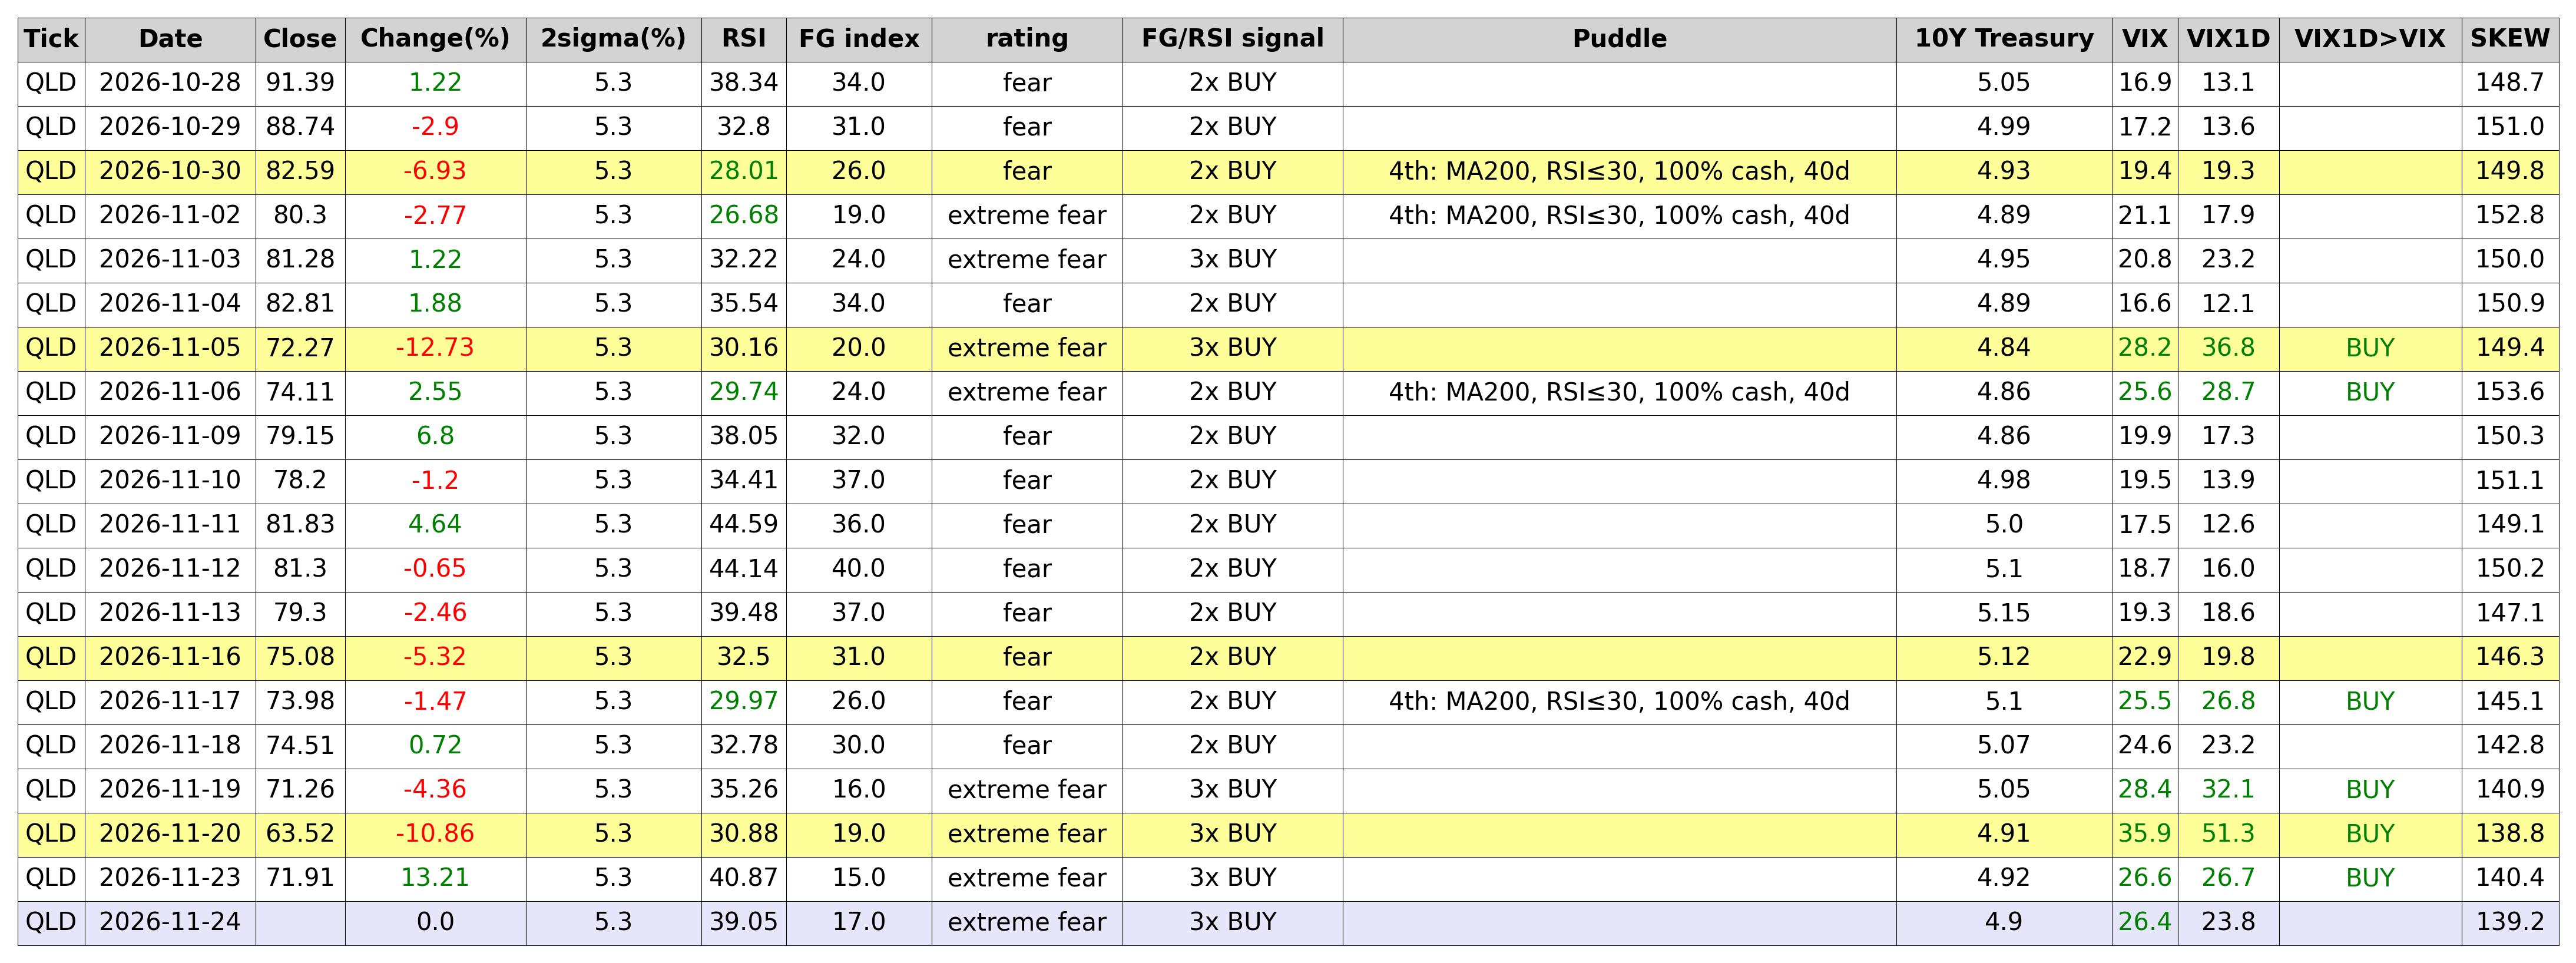 Tick Date Close Change(%) 2sigma(%) RSI FG index rating FG/RSI signal Puddle 10Y Treasury VIX VIX1D VIX1D>VIX SKEW
QLD 2026-10-28 91.39 1.22 5.3 38.34 34.0 fear 2x BUY 5.05 16.9 13.1 148.7
QLD 2026-10-29 88.74 -2.9 5.3 32.8 31.0 fear 2x BUY 4.99 17.2 13.6 151.0
QLD 2026-10-30 82.59 -6.93 5.3 28.01 26.0 fear 2x BUY 4th: MA200, RSI≤30, 100% cash, 40d 4.93 19.4 19.3 149.8
QLD 2026-11-02 80.3 -2.77 5.3 26.68 19.0 extreme fear 2x BUY 4th: MA200, RSI≤30, 100% cash, 40d 4.89 21.1 17.9 152.8
QLD 2026-11-03 81.28 1.22 5.3 32.22 24.0 extreme fear 3x BUY 4.95 20.8 23.2 150.0
QLD 2026-11-04 82.81 1.88 5.3 35.54 34.0 fear 2x BUY 4.89 16.6 12.1 150.9
QLD 2026-11-05 72.27 -12.73 5.3 30.16 20.0 extreme fear 3x BUY 4.84 28.2 36.8 BUY 149.4
QLD 2026-11-06 74.11 2.55 5.3 29.74 24.0 extreme fear 2x BUY 4th: MA200, RSI≤30, 100% cash, 40d 4.86 25.6 28.7 BUY 153.6
QLD 2026-11-09 79.15 6.8 5.3 38.05 32.0 fear 2x BUY 4.86 19.9 17.3 150.3
QLD 2026-11-10 78.2 -1.2 5.3 34.41 37.0 fear 2x BUY 4.98 19.5 13.9 151.1
QLD 2026-11-11 81.83 4.64 5.3 44.59 36.0 fear 2x BUY 5.0 17.5 12.6 149.1
QLD 2026-11-12 81.3 -0.65 5.3 44.14 40.0 fear 2x BUY 5.1 18.7 16.0 150.2
QLD 2026-11-13 79.3 -2.46 5.3 39.48 37.0 fear 2x BUY 5.15 19.3 18.6 147.1
QLD 2026-11-16 75.08 -5.32 5.3 32.5 31.0 fear 2x BUY 5.12 22.9 19.8 146.3
QLD 2026-11-17 73.98 -1.47 5.3 29.97 26.0 fear 2x BUY 4th: MA200, RSI≤30, 100% cash, 40d 5.1 25.5 26.8 BUY 145.1
QLD 2026-11-18 74.51 0.72 5.3 32.78 30.0 fear 2x BUY 5.07 24.6 23.2 142.8
QLD 2026-11-19 71.26 -4.36 5.3 35.26 16.0 extreme fear 3x BUY 5.05 28.4 32.1 BUY 140.9
QLD 2026-11-20 63.52 -10.86 5.3 30.88 19.0 extreme fear 3x BUY 4.91 35.9 51.3 BUY 138.8
QLD 2026-11-23 71.91 13.21 5.3 40.87 15.0 extreme fear 3x BUY 4.92 26.6 26.7 BUY 140.4
QLD 2026-11-24 0.0 5.3 39.05 17.0 extreme fear 3x BUY 4.9 26.4 23.8 139.2